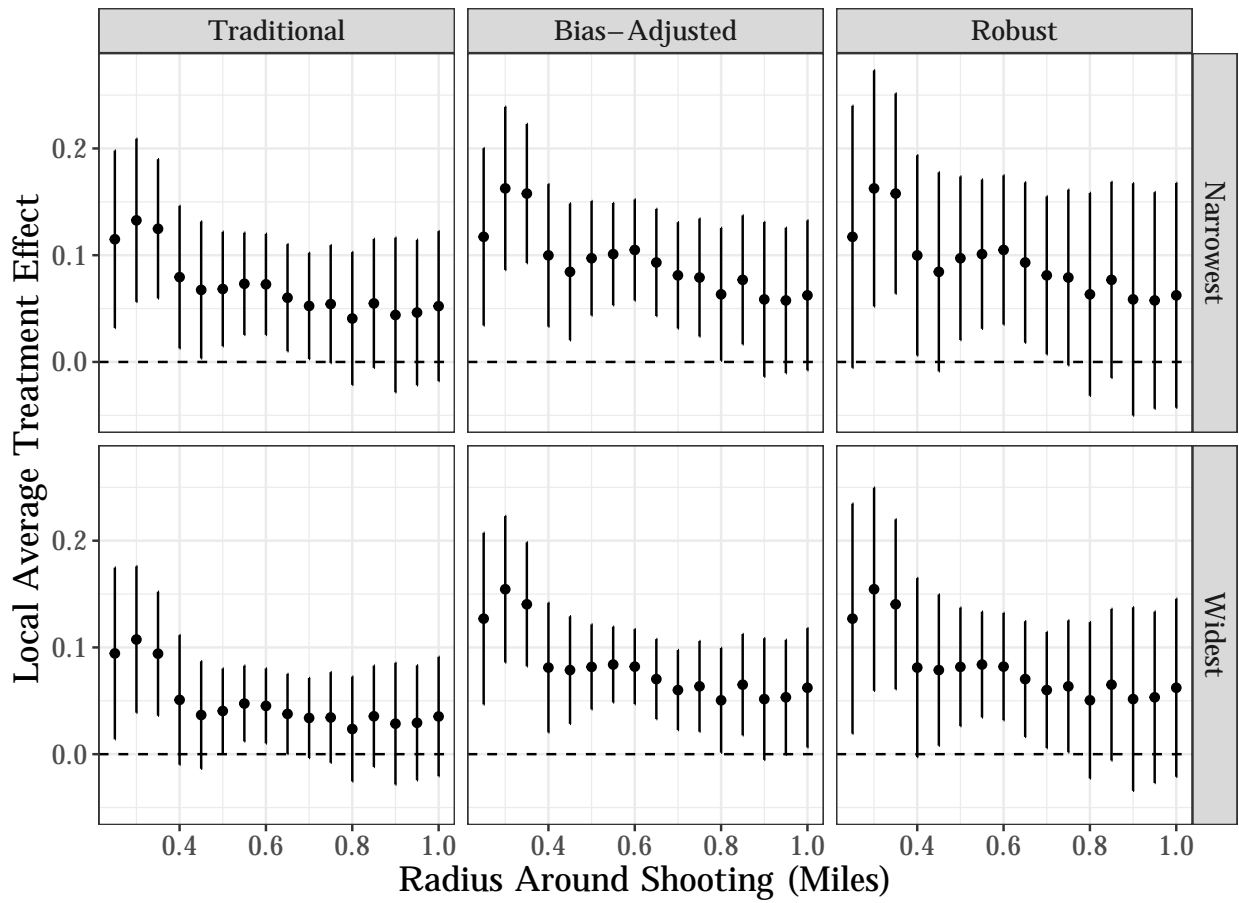 Traditional Bias−Adjusted Robust
Local Average Treatment Effect
0.2
0.1
0.0
Narrowest
0.2
0.1
0.0
Widest
0.4 0.6 0.8 1.0 0.4 0.6 0.8 1.0 0.4 0.6 0.8 1.0
Radius Around Shooting (Miles)